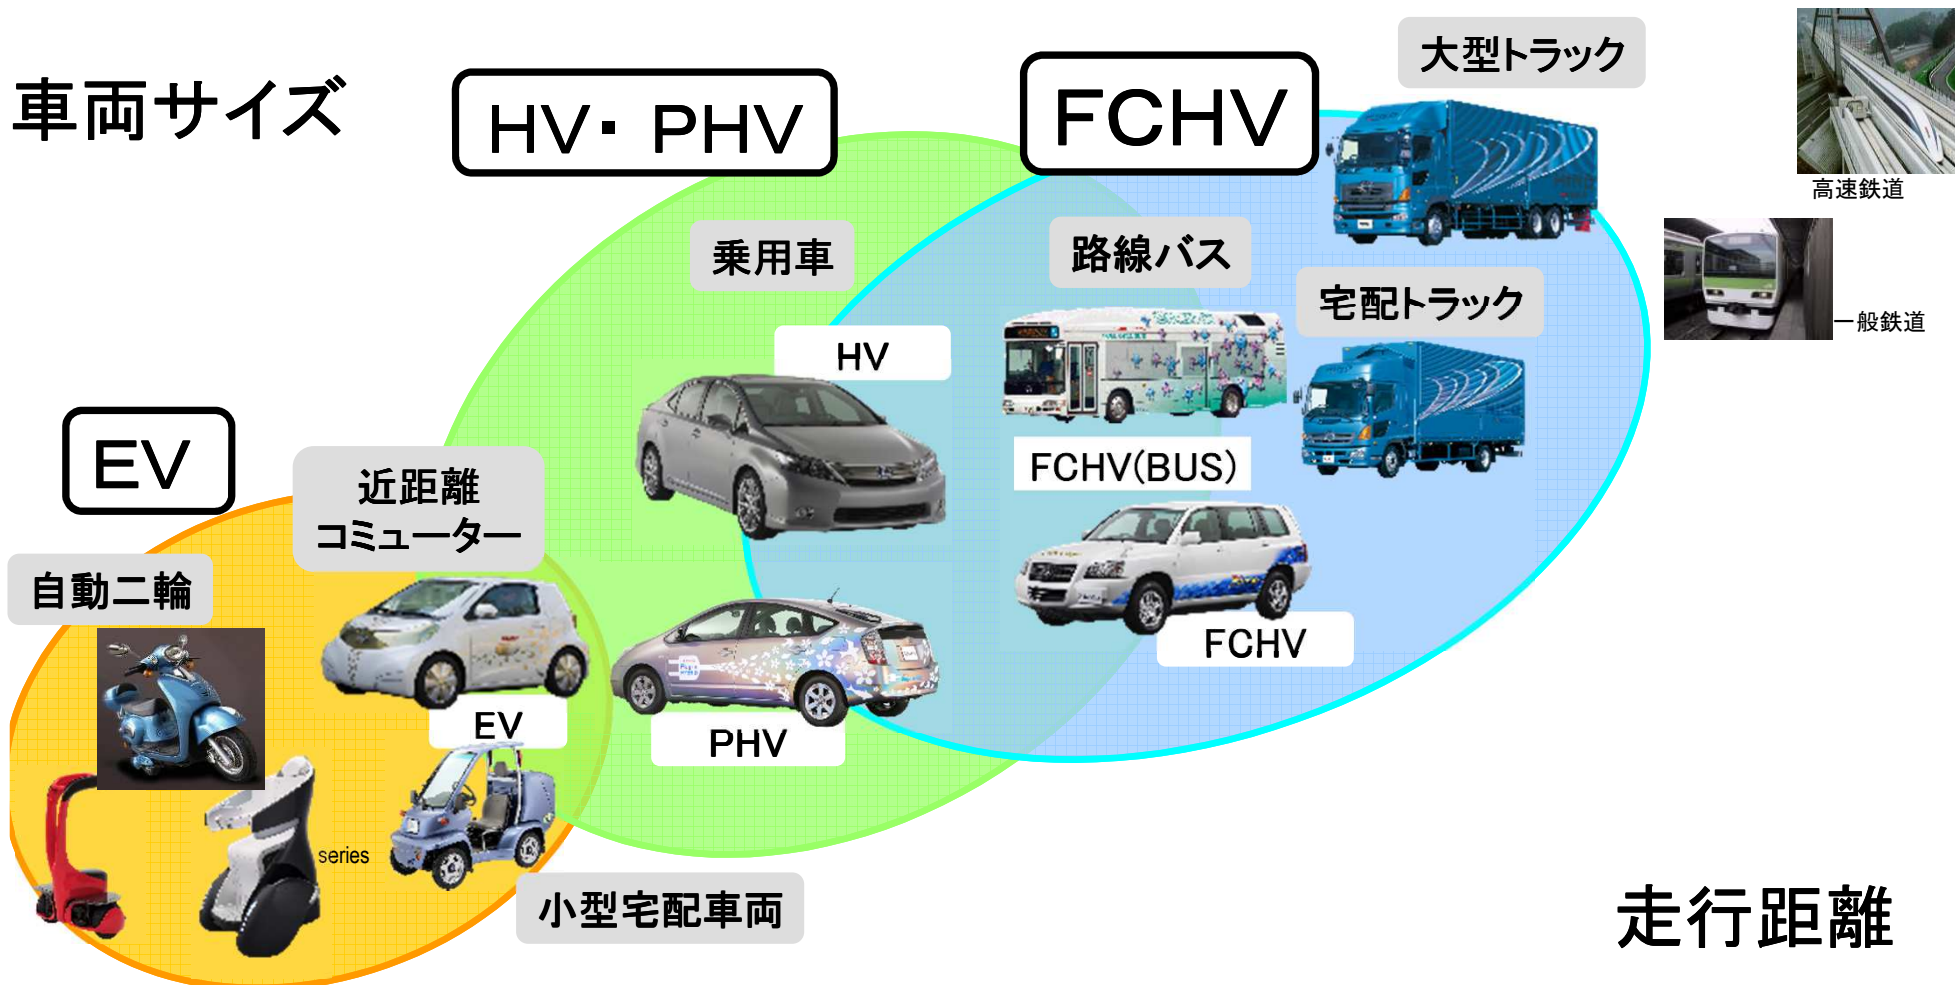 車両サイズ
HV・PHV
FCHV
大型トラック
高速鉄道
乗用車
路線バス
宅配トラック
一般鉄道
HV
EV
近距離
コミューター
FCHV(BUS)
自動二輪
FCHV
EV
PHV
series
小型宅配車両
走行距離